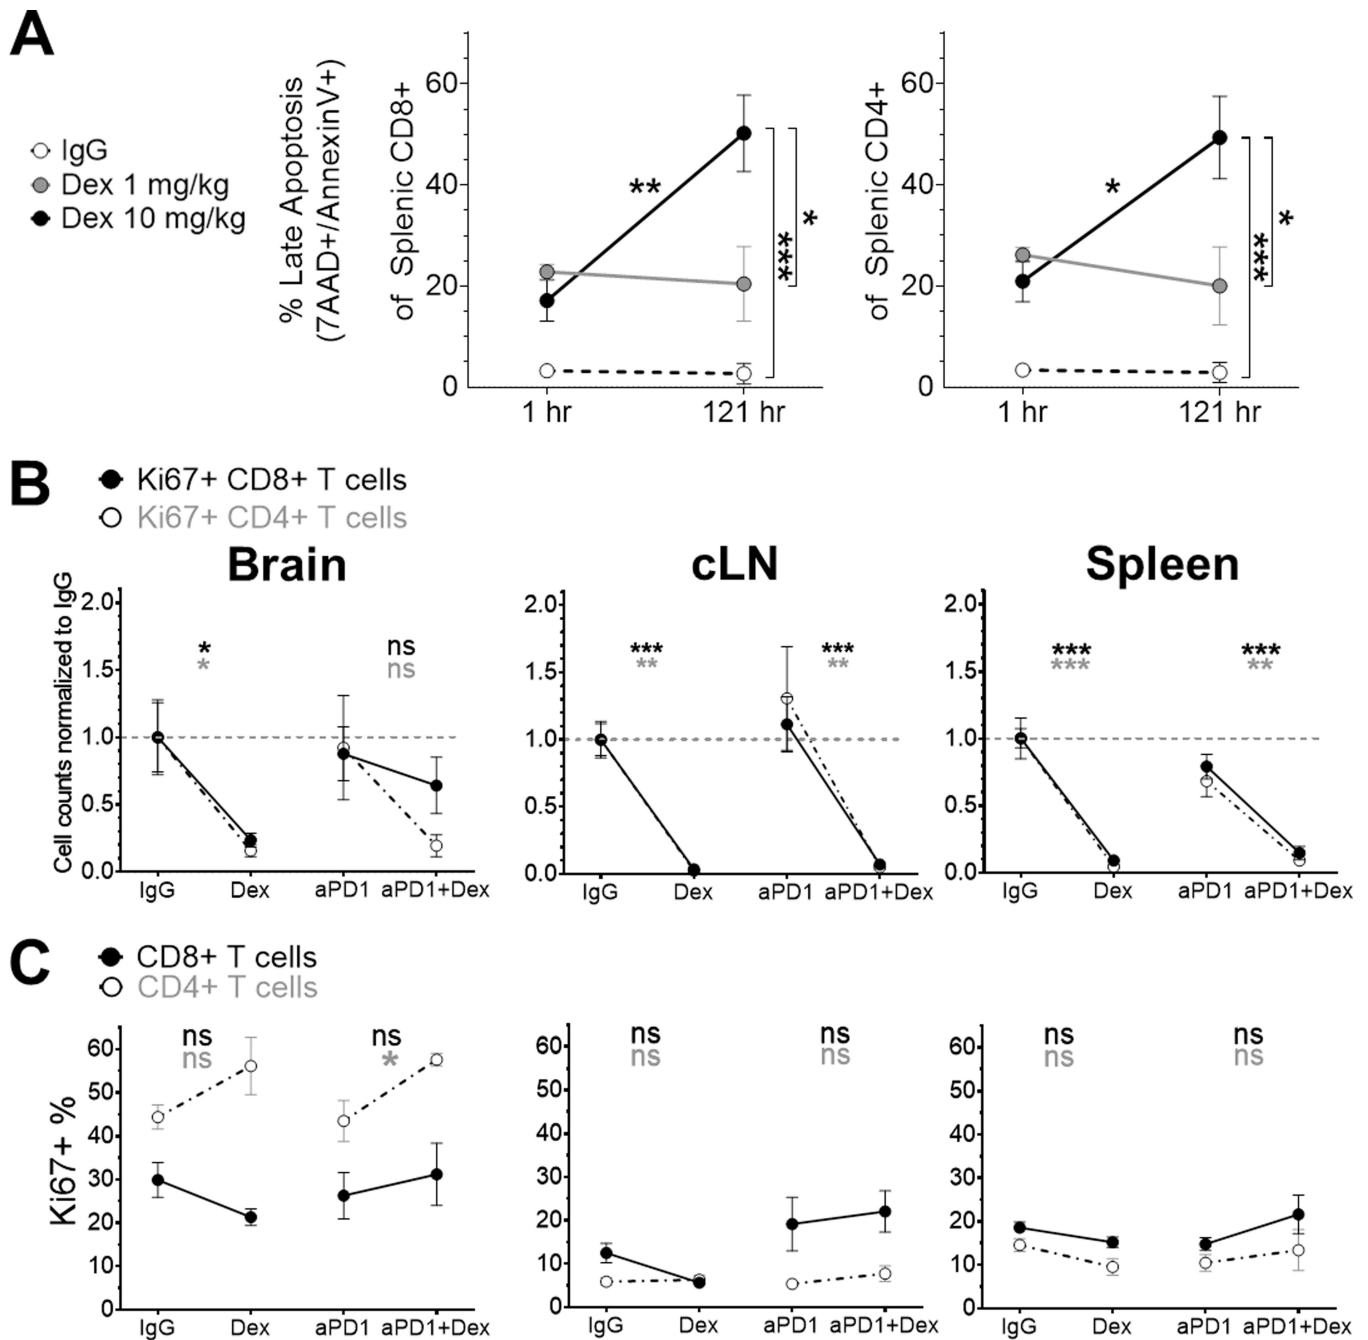 A
IgG
Dex 1 mg/kg
Dex 10 mg/kg
% Late Apoptosis
(7AAD+/AnnexinV+)
of Splenic CD8+
60
40
20
0
**
***
*
1 hr
121 hr
of Splenic CD4+
60
40
20
0
*
***
*
1 hr
121 hr
B
Ki67+ CD8+ T cells
Ki67+ CD4+ T cells
Brain
Cell counts normalized to IgG
2.0
1.5
1.0
0.5
0.0
*
*
ns
ns
IgG
Dex
aPD1
aPD1+Dex
cLN
2.0
1.5
1.0
0.5
0.0
***
**
***
**
IgG
Dex
aPD1
aPD1+Dex
Spleen
2.0
1.5
1.0
0.5
0.0
***
***
***
**
IgG
Dex
aPD1
aPD1+Dex
C
CD8+ T cells
CD4+ T cells
Ki67+ %
60
50
40
30
20
10
0
ns
ns
ns
*
IgG
Dex
aPD1
aPD1+Dex
60
50
40
30
20
10
0
ns
ns
ns
ns
IgG
Dex
aPD1
aPD1+Dex
60
50
40
30
20
10
0
ns
ns
ns
ns
IgG
Dex
aPD1
aPD1+Dex